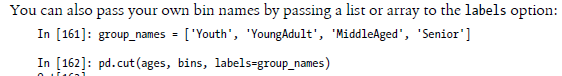 You can also pass your own bin names by passing a list or array to the labels option:
In [161]: group_names = ['Youth', 'YoungAdult', 'MiddleAged', 'Senior']
In [162]: pd.cut(ages, bins, labels=group_names)